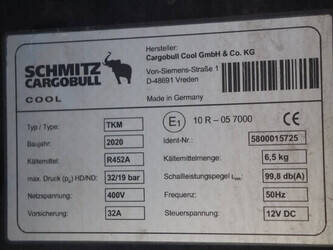 SCHMITZ
CARGOBULL
COOL
Hersteller:
Cargobull Cool GmbH & Co. KG
Von-Siemens-Straße 1
D-48691 Vreden
Made in Germany
E1 10 R - 05 7000
Typ / Type: TKM
Ident-Nr.: 5800015725
Baujahr: 2020
Kältemittel: R452A
Kältemittelmenge: 6,5 kg
max. Druck (ps) HD/ND: 32/19 bar
Schallleistungspegel LWA: 99,8 db(A)
Netzspannung: 400V
Frequenz: 50Hz
Vorsicherung: 32A
Steuerspannung: 12V DC